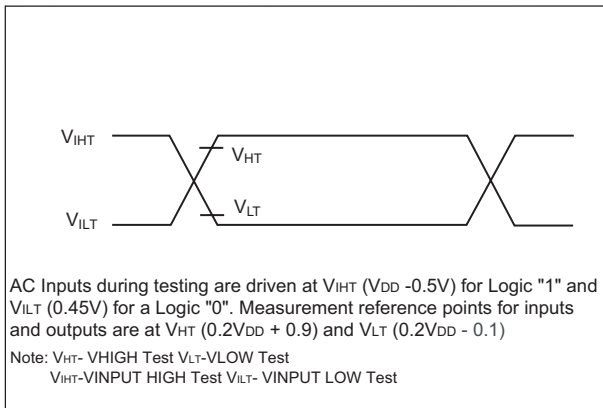 VIHT
VHT
VLT
VILT
AC Inputs during testing are driven at VIHT (VDD -0.5V) for Logic "1" and
VILT (0.45V) for a Logic "0". Measurement reference points for inputs
and outputs are at VHT (0.2VDD + 0.9) and VLT (0.2VDD - 0.1)
Note: VHT- VHIGH Test VLT-VLOW Test
VIHT-VINPUT HIGH Test VILT- VINPUT LOW Test